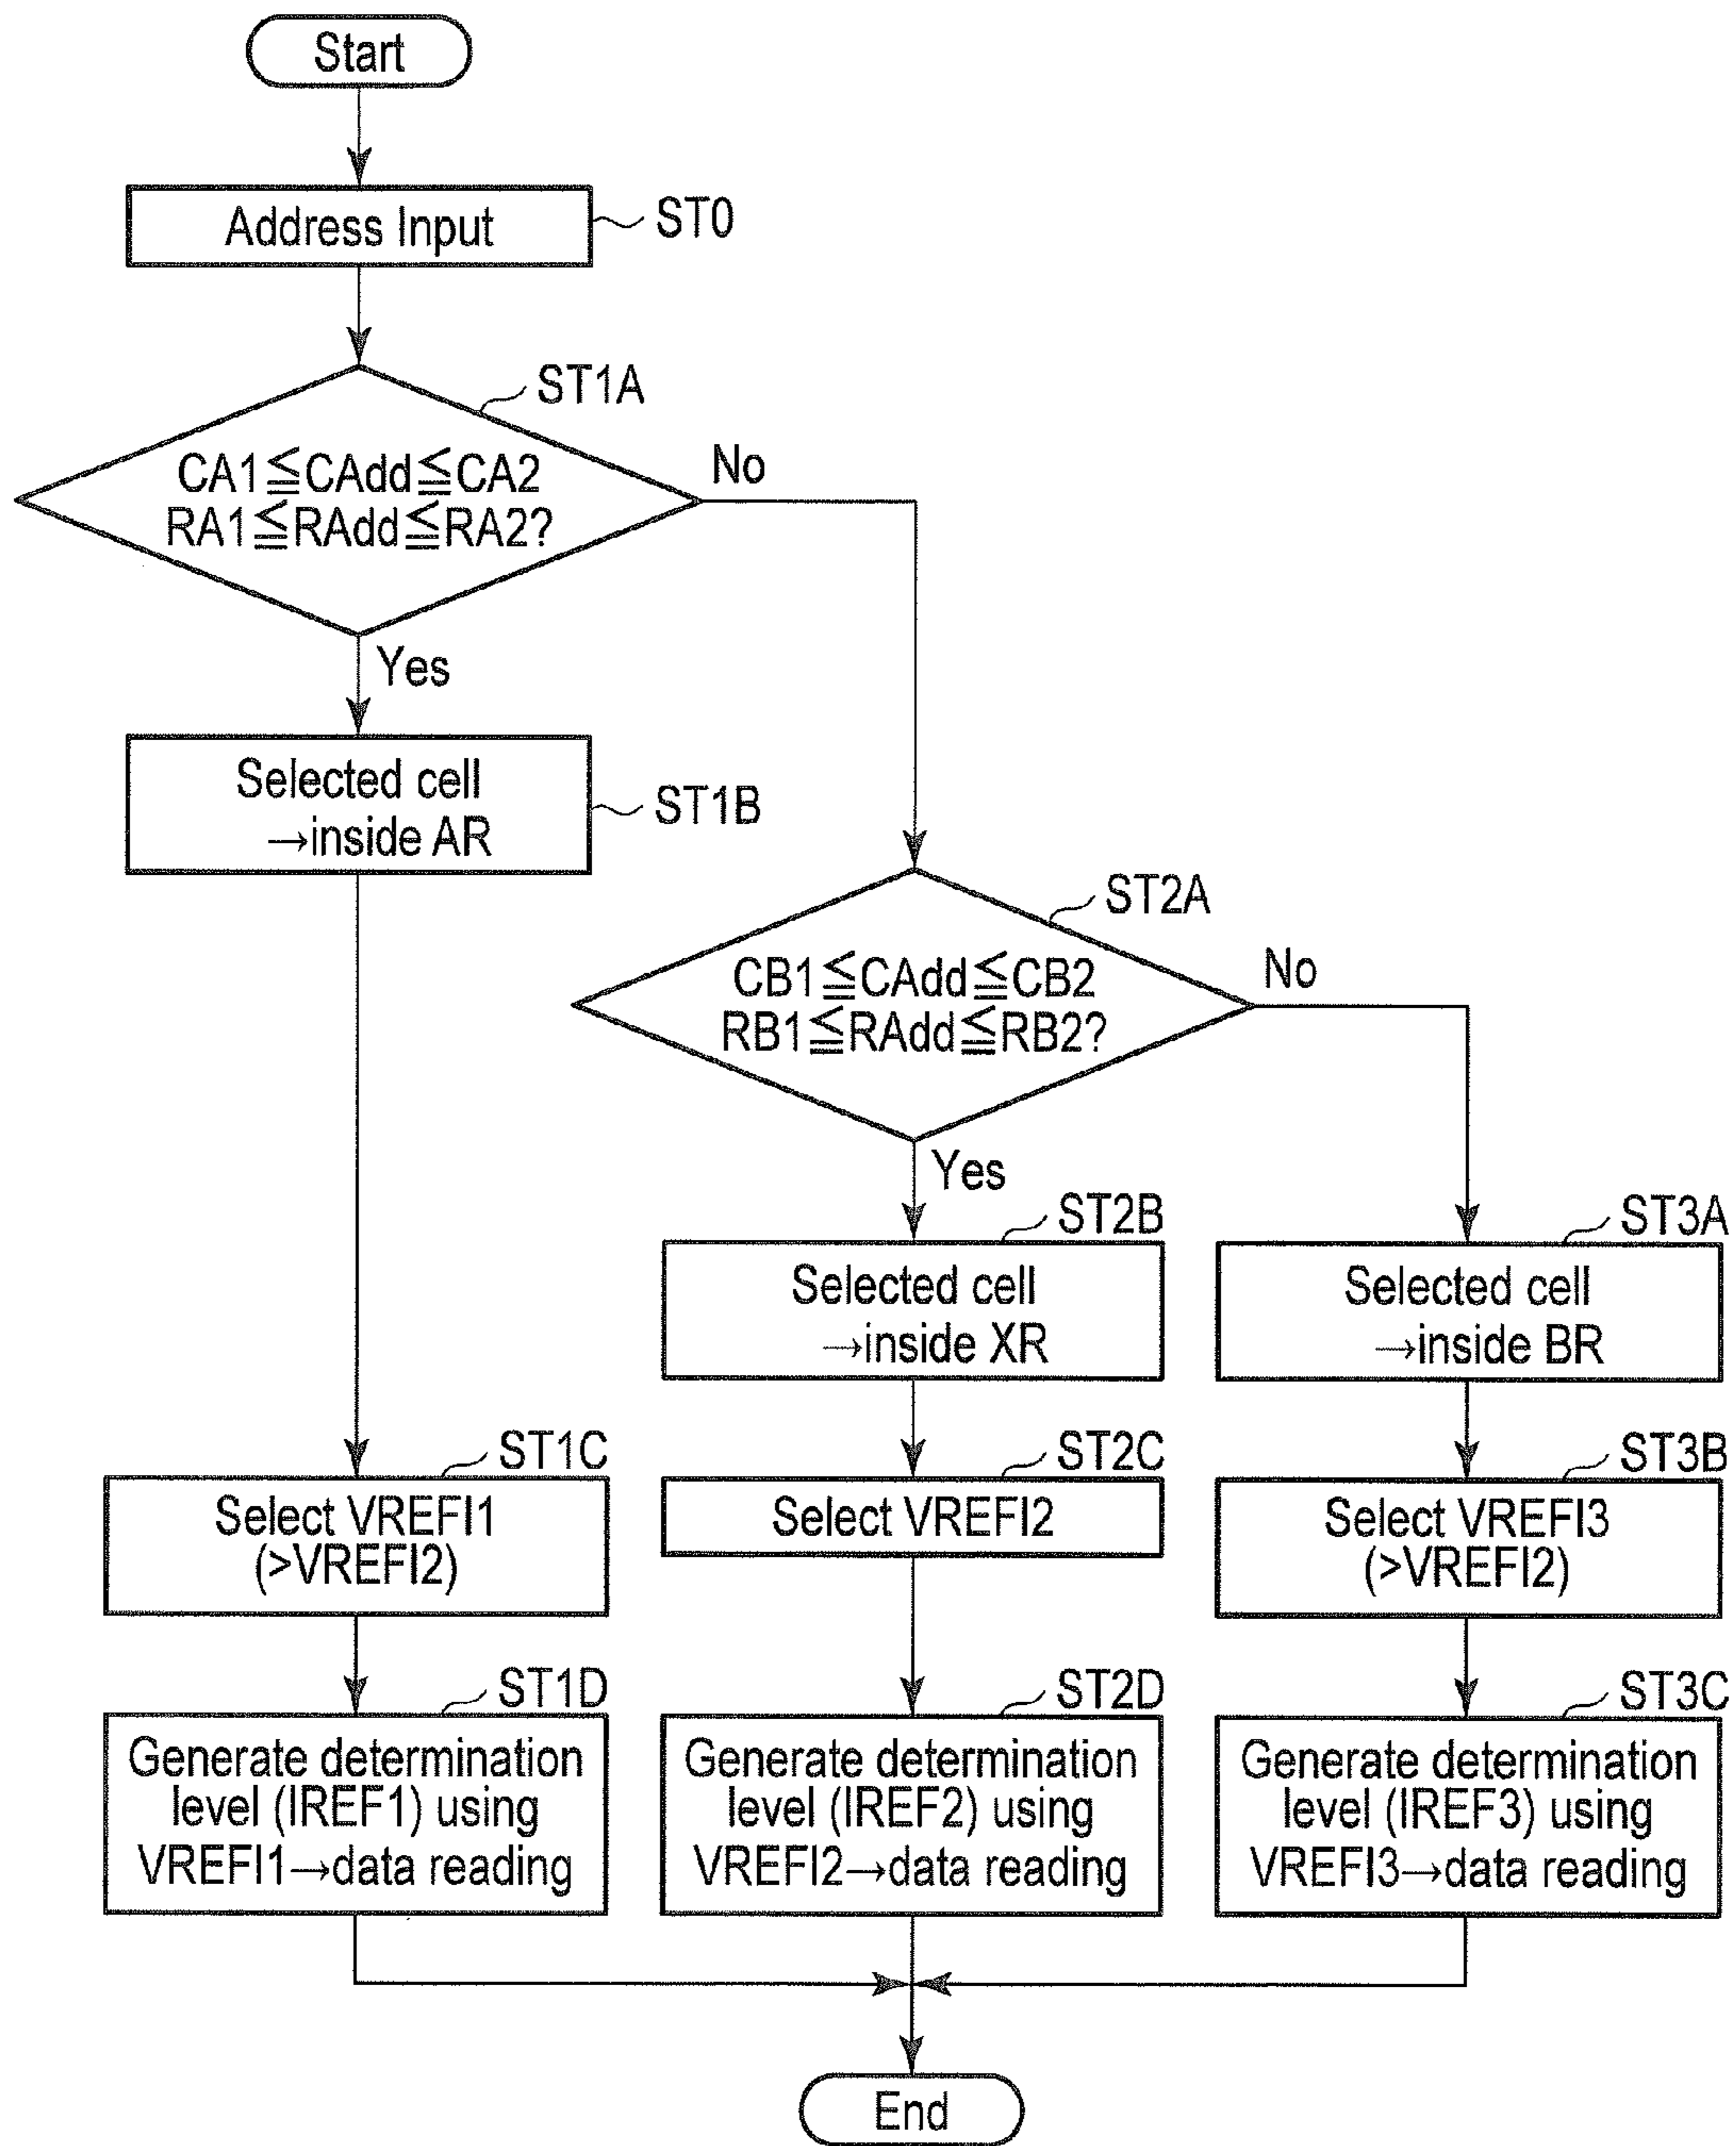 Start
Address Input
ST0
ST1A
CA1≦CAdd≦CA2
RA1≦RAdd≦RA2?
No
Yes
Selected cell
→inside AR
ST1B
ST2A
CB1≦CAdd≦CB2
RB1≦RAdd≦RB2?
No
Yes
ST2B
Selected cell
→inside XR
ST3A
Selected cell
→inside BR
ST1C
Select VREFI1
(>VREFI2)
ST2C
Select VREFI2
ST3B
Select VREFI3
(>VREFI2)
ST1D
Generate determination
level (IREF1) using
VREFI1→data reading
ST2D
Generate determination
level (IREF2) using
VREFI2→data reading
ST3C
Generate determination
level (IREF3) using
VREFI3→data reading
End